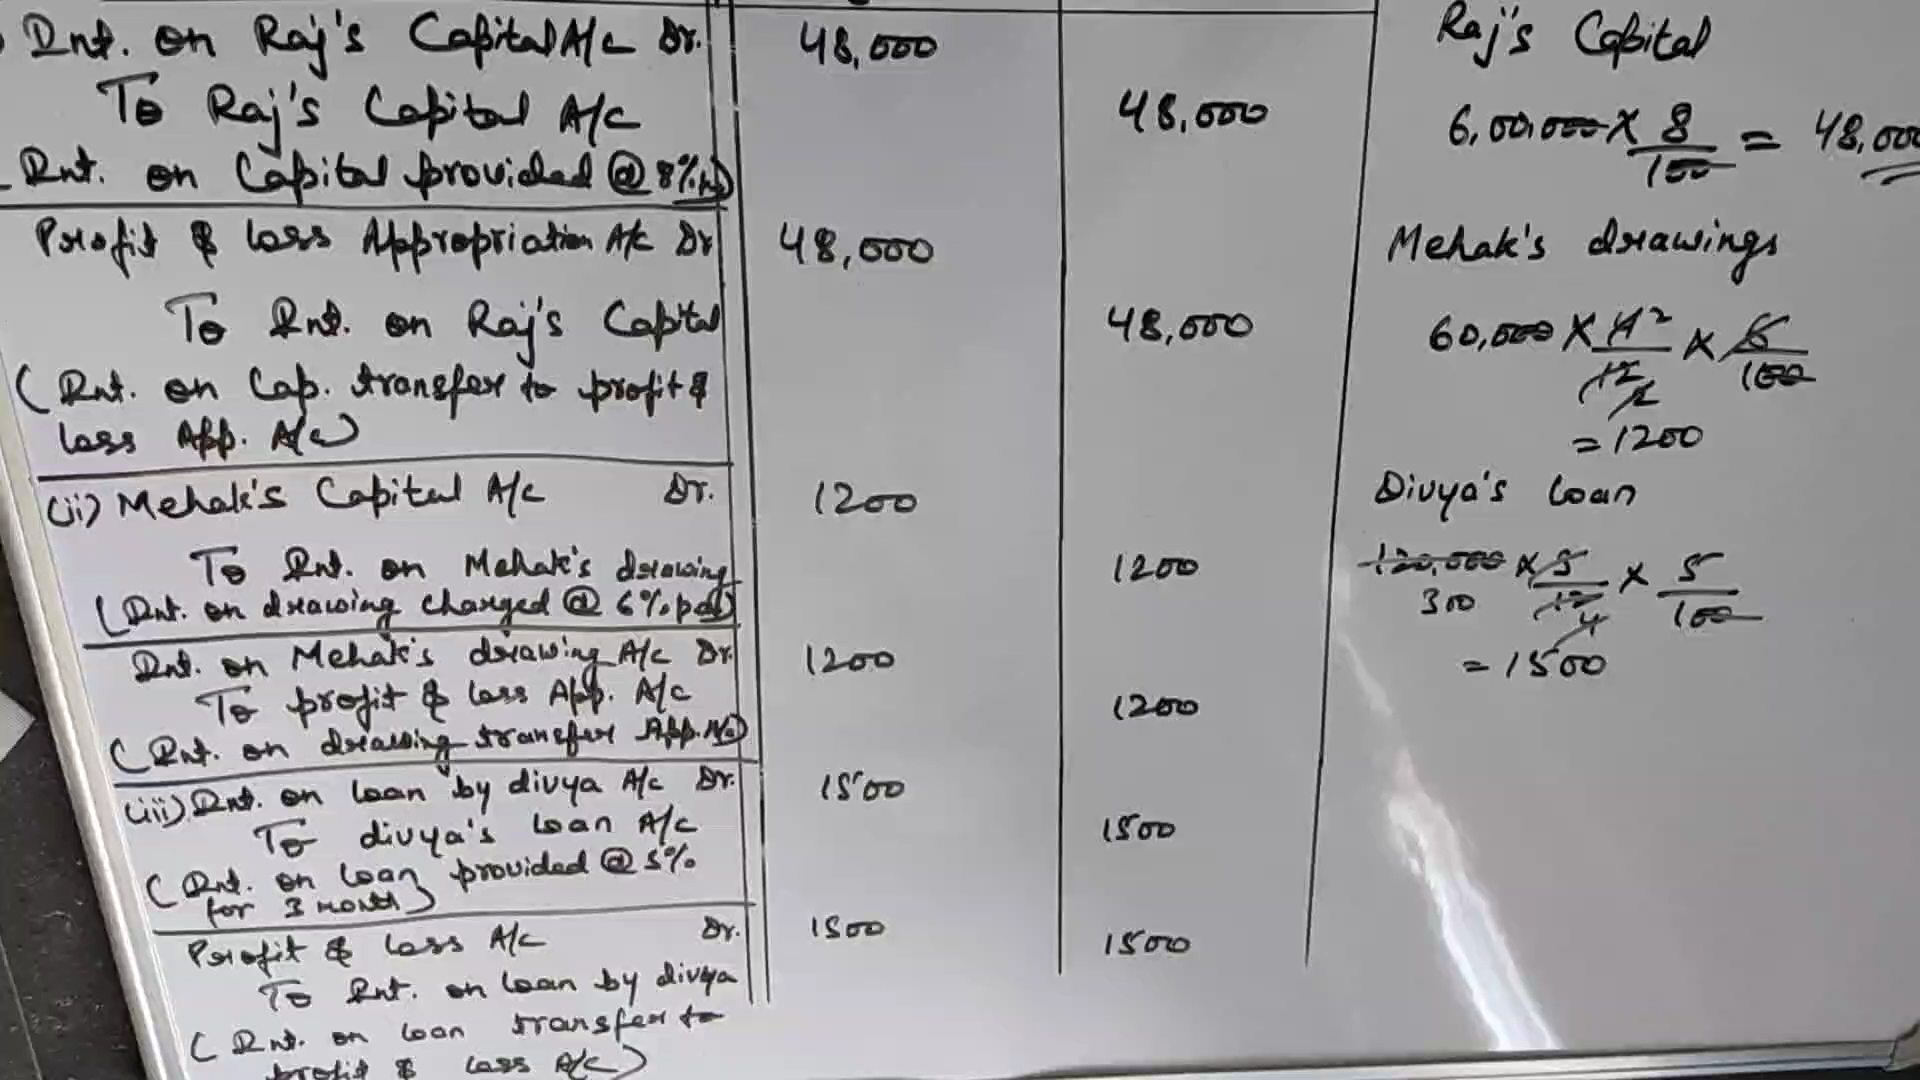 Int. on Raj's Capital A/c Dr. 48,000
To Raj's Capital A/c 48,000
Int. on Capital provided @ 8%
Profit & loss Appropriation A/c Dr 48,000
To Int. on Raj's Capital 48,000
(Int. on Cap. transfer to profit &
loss App. A/c)
(ii) Mehak's Capital A/c Dr. 1200
To Int. on Mehak's drawing 1200
(Int. on drawing charged @ 6% p.a)
Int. on Mehak's drawing A/c Dr. 1200
To profit & loss App. A/c 1200
(Int. on drawing transfer App. A/c)
(iii) Int. on loan by divya A/c Dr. 1500
To divya's loan A/c 1500
(Int. on loan provided @ 5%
for 3 month)
Profit & loss A/c Dr. 1500
To Int. on loan by divya 1500
(Int. on loan transfer to
profit & loss A/c)
Raj's Capital
6,00,000 X 8/100 = 48,000
Mehak's drawings
60,000 X 4/12 X 6/100
= 1200
Divya's loan
120,000 X 3/12 X 5/100
300
= 1500